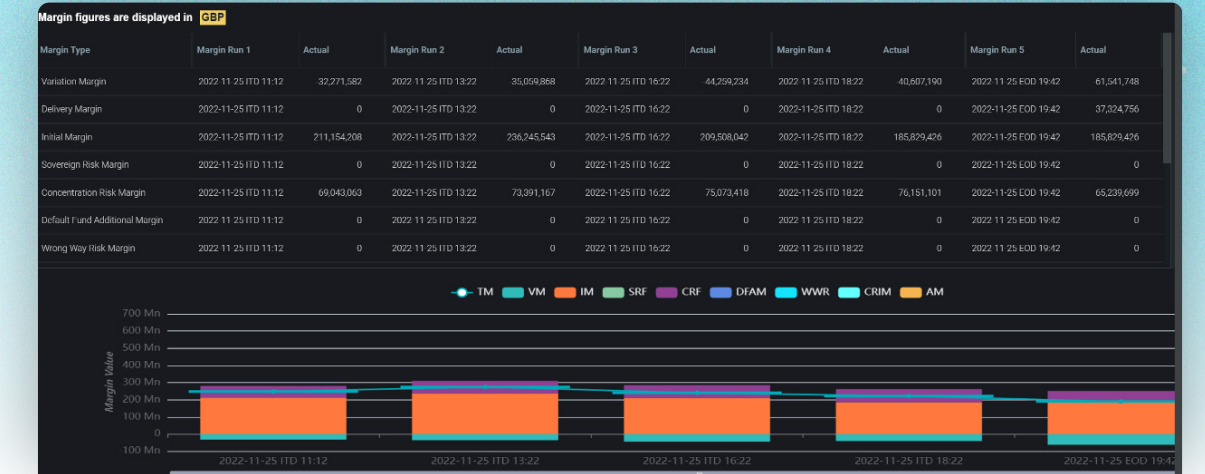 Margin figures are displayed in GBP
Margin Type Margin Run 1 Actual Margin Run 2 Actual Margin Run 3 Actual Margin Run 4 Actual Margin Run 5 Actual
Variation Margin 2022-11-25 ITD 11:12 -32,271,582 2022-11-25 ITD 13:22 -35,059,868 2022-11-25 ITD 16:22 -44,259,234 2022-11-25 ITD 18:22 -40,607,190 2022-11-25 EOD 19:42 61,541,748
Delivery Margin 2022-11-25 ITD 11:12 0 2022-11-25 ITD 13:22 0 2022-11-25 ITD 16:22 0 2022-11-25 ITD 18:22 0 2022-11-25 EOD 19:42 37,324,756
Initial Margin 2022-11-25 ITD 11:12 211,154,208 2022-11-25 ITD 13:22 236,245,543 2022-11-25 ITD 16:22 209,508,042 2022-11-25 ITD 18:22 185,829,426 2022-11-25 EOD 19:42 185,829,426
Sovereign Risk Margin 2022-11-25 ITD 11:12 0 2022-11-25 ITD 13:22 0 2022-11-25 ITD 16:22 0 2022-11-25 ITD 18:22 0 2022-11-25 EOD 19:42 0
Concentration Risk Margin 2022-11-25 ITD 11:12 69,043,063 2022-11-25 ITD 13:22 73,391,167 2022-11-25 ITD 16:22 75,073,418 2022-11-25 ITD 18:22 76,151,101 2022-11-25 EOD 19:42 65,239,699
Default Fund Additional Margin 2022-11-25 ITD 11:12 0 2022-11-25 ITD 13:22 0 2022-11-25 ITD 16:22 0 2022-11-25 ITD 18:22 0 2022-11-25 EOD 19:42 0
Wrong Way Risk Margin 2022-11-25 ITD 11:12 0 2022-11-25 ITD 13:22 0 2022-11-25 ITD 16:22 0 2022-11-25 ITD 18:22 0 2022-11-25 EOD 19:42 0
TM VM IM SRF CRF DFAM WWR CRIM AM
Margin Value
700 Mn
600 Mn
500 Mn
400 Mn
300 Mn
200 Mn
100 Mn
0
100 Mn
2022-11-25 ITD 11:12 2022-11-25 ITD 13:22 2022-11-25 ITD 16:22 2022-11-25 ITD 18:22 2022-11-25 EOD 19:42